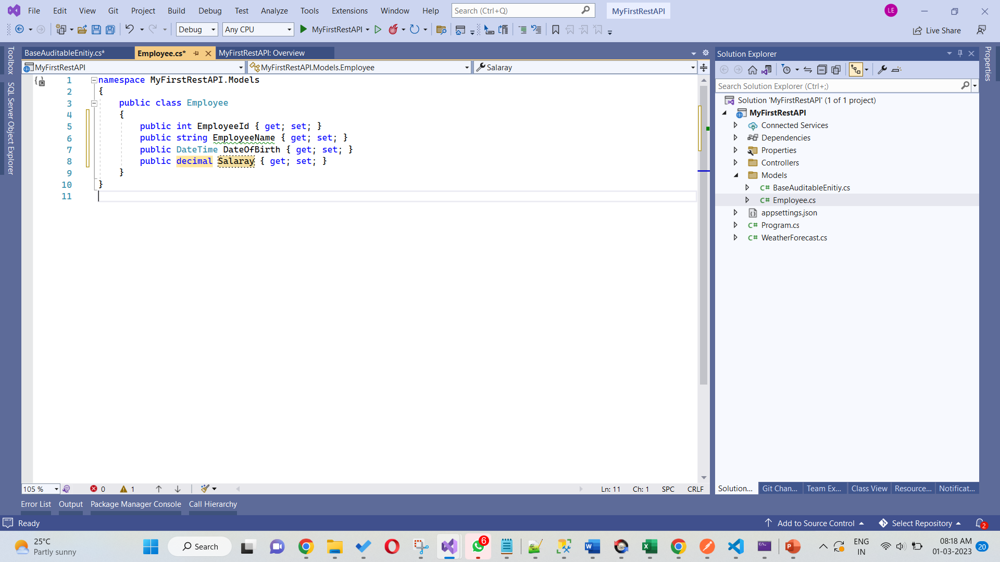 File Edit View Git Project Build Debug Test Analyze Tools Extensions Window Help Search (Ctrl+Q) MyFirstRestAPI LE
Debug Any CPU MyFirstRestAPI Live Share
Toolbox
SQL Server Object Explorer
BaseAuditableEnitiy.cs* Employee.cs* MyFirstRestAPI: Overview
MyFirstRestAPI MyFirstRestAPI.Models.Employee Salaray
1 namespace MyFirstRestAPI.Models
2 {
3 public class Employee
4 {
5 public int EmployeeId { get; set; }
6 public string EmployeeName { get; set; }
7 public DateTime DateOfBirth { get; set; }
8 public decimal Salaray { get; set; }
9 }
10 }
11
105 % 0 1 Ln: 11 Ch: 1 SPC CRLF
Solution Explorer
Search Solution Explorer (Ctrl+;)
Solution 'MyFirstRestAPI' (1 of 1 project)
MyFirstRestAPI
Connected Services
Dependencies
Properties
Controllers
Models
C# BaseAuditableEnitiy.cs
C# Employee.cs
appsettings.json
C# Program.cs
C# WeatherForecast.cs
Solution... Git Chan... Team Ex... Class View Resource... Notificat...
Properties
Error List Output Package Manager Console Call Hierarchy
Ready Add to Source Control Select Repository 2
25°C
Partly sunny
Search
6
ENG
IN
08:18 AM
01-03-2023
20